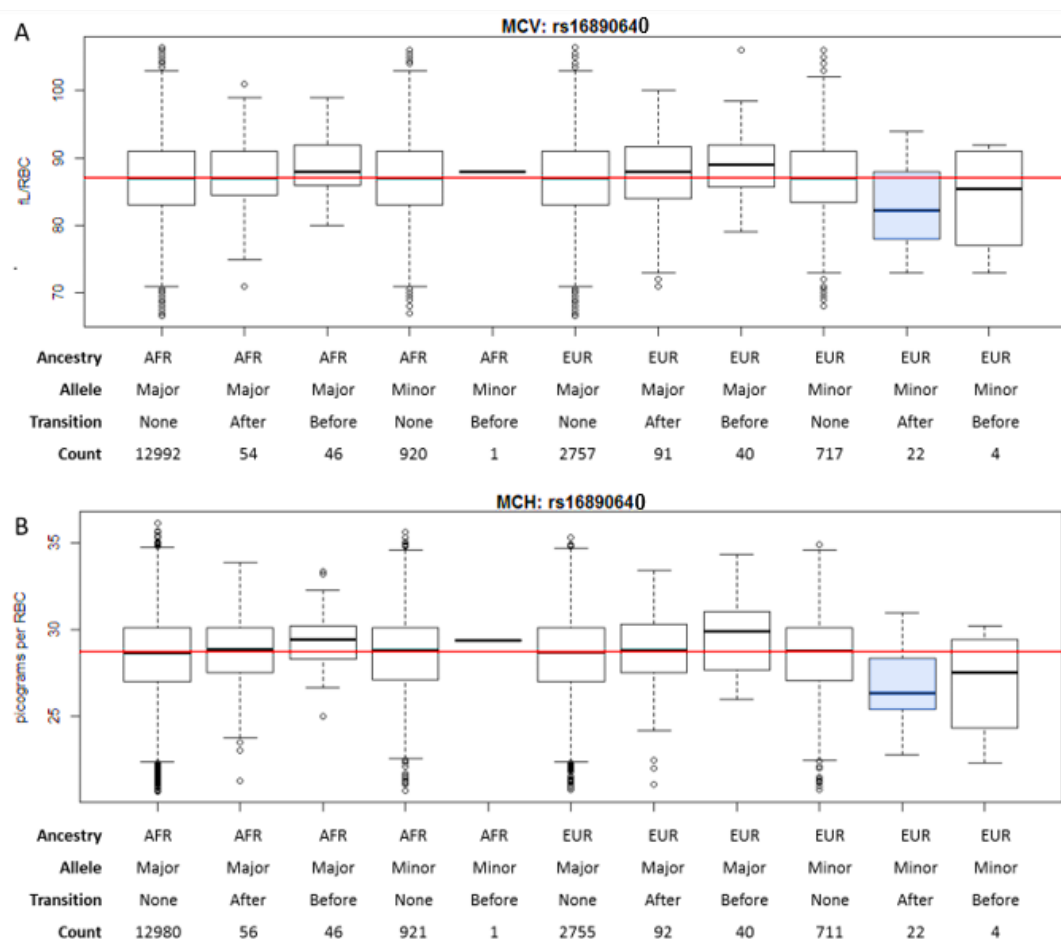 A
MCV: rs16890640
fL/RBC
100
90
80
70
Ancestry AFR AFR AFR AFR AFR EUR EUR EUR EUR EUR EUR
Allele Major Major Major Minor Minor Major Major Major Minor Minor Minor
Transition None After Before None Before None After Before None After Before
Count 12992 54 46 920 1 2757 91 40 717 22 4
B
MCH: rs16890640
picograms per RBC
35
30
25
Ancestry AFR AFR AFR AFR AFR EUR EUR EUR EUR EUR EUR
Allele Major Major Major Minor Minor Major Major Major Minor Minor Minor
Transition None After Before None Before None After Before None After Before
Count 12980 56 46 921 1 2755 92 40 711 22 4